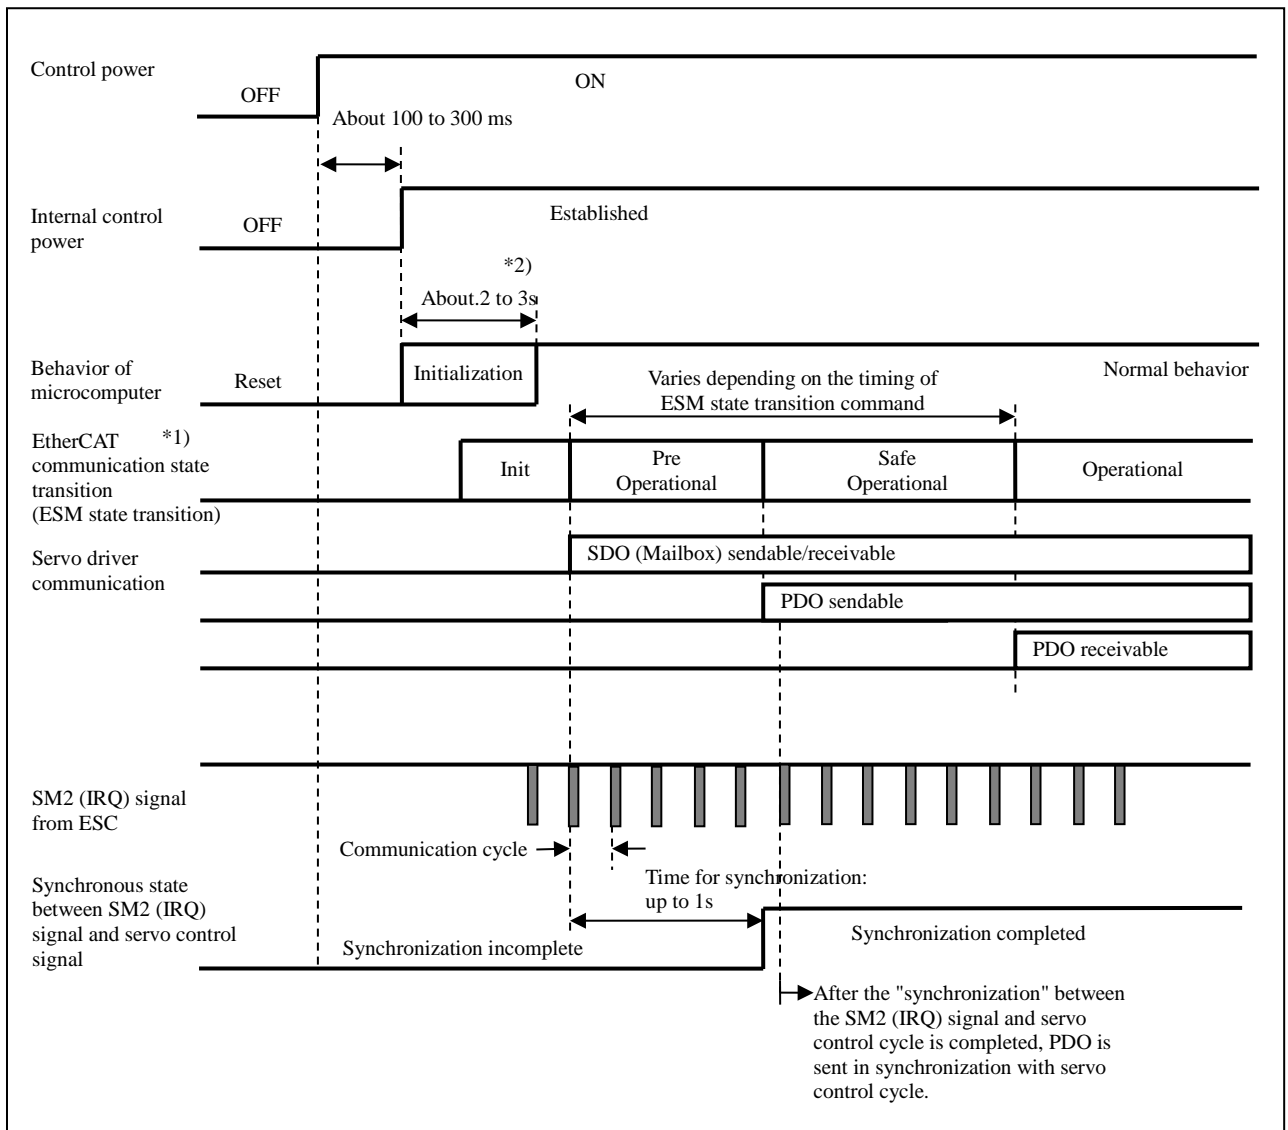 Control power
OFF
ON
About 100 to 300 ms
Internal control
power
OFF
Established
*2)
About.2 to 3s
Behavior of
microcomputer
Reset
Initialization
Varies depending on the timing of
ESM state transition command
Normal behavior
EtherCAT *1)
communication state
transition
(ESM state transition)
Init
Pre
Operational
Safe
Operational
Operational
Servo driver
communication
SDO (Mailbox) sendable/receivable
PDO sendable
PDO receivable
SM2 (IRQ) signal
from ESC
Communication cycle
Time for synchronization:
up to 1s
Synchronous state
between SM2 (IRQ)
signal and servo control
signal
Synchronization incomplete
Synchronization completed
After the "synchronization" between
the SM2 (IRQ) signal and servo
control cycle is completed, PDO is
sent in synchronization with servo
control cycle.